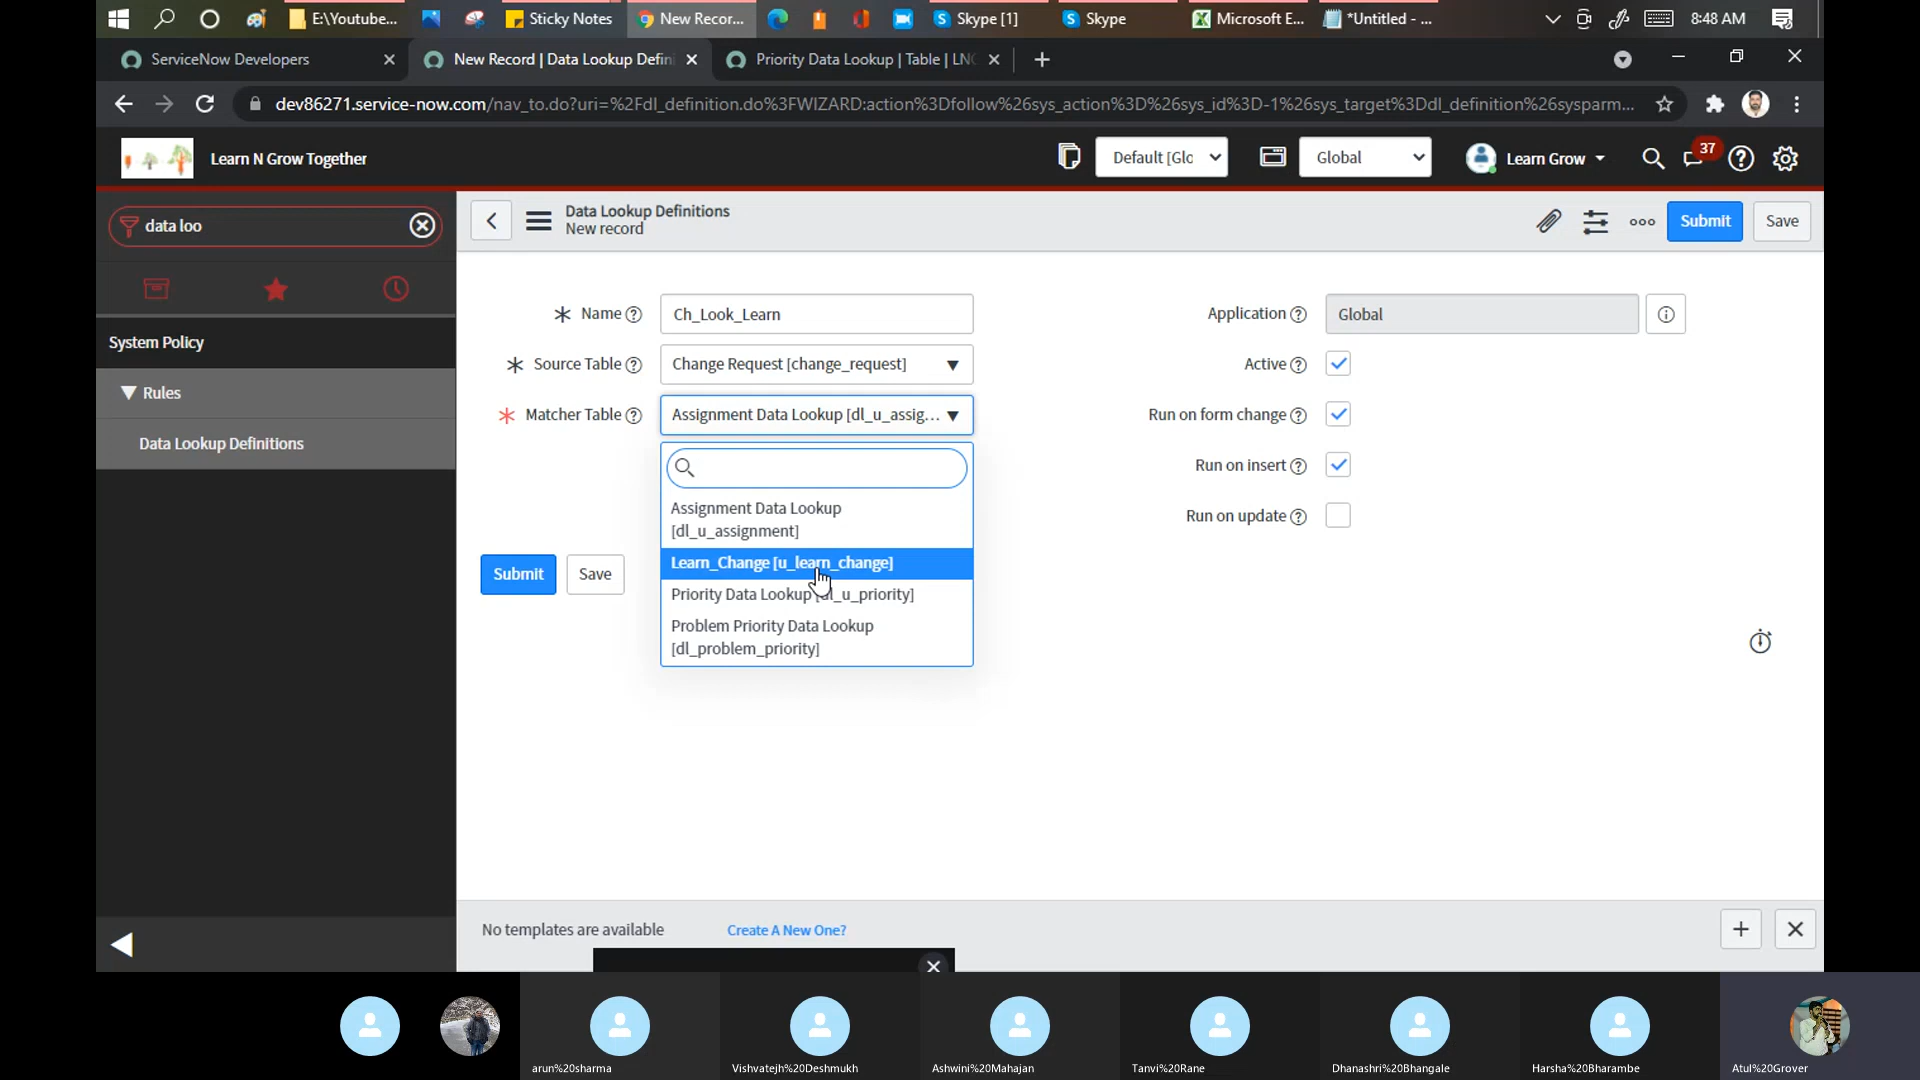 E:\Youtube...
Sticky Notes
New Recor...
Skype [1]
Skype
Microsoft E...
*Untitled - ...
8:48 AM
ServiceNow Developers
New Record | Data Lookup Defin
Priority Data Lookup | Table | LN
dev86271.service-now.com/nav_to.do?uri=%2Fdl_definition.do%3FWIZARD:action%3Dfollow%26sys_action%3D%26sys_id%3D-1%26sys_target%3Ddl_definition%26sysparm...
Learn N Grow Together
Default [Glo
Global
Learn Grow
37
data loo
Data Lookup Definitions
New record
Submit
Save
System Policy
Rules
Data Lookup Definitions
Name
Ch_Look_Learn
Application
Global
Source Table
Change Request [change_request]
Active
Matcher Table
Assignment Data Lookup [dl_u_assig...
Run on form change
Run on insert
Run on update
Assignment Data Lookup
[dl_u_assignment]
Learn_Change [u_learn_change]
Priority Data Lookup [dl_u_priority]
Problem Priority Data Lookup
[dl_problem_priority]
Submit
Save
No templates are available
Create A New One?
arun%20sharma
Vishvatejh%20Deshmukh
Ashwini%20Mahajan
Tanvi%20Rane
Dhanashri%20Bhangale
Harsha%20Bharambe
Atul%20Grover